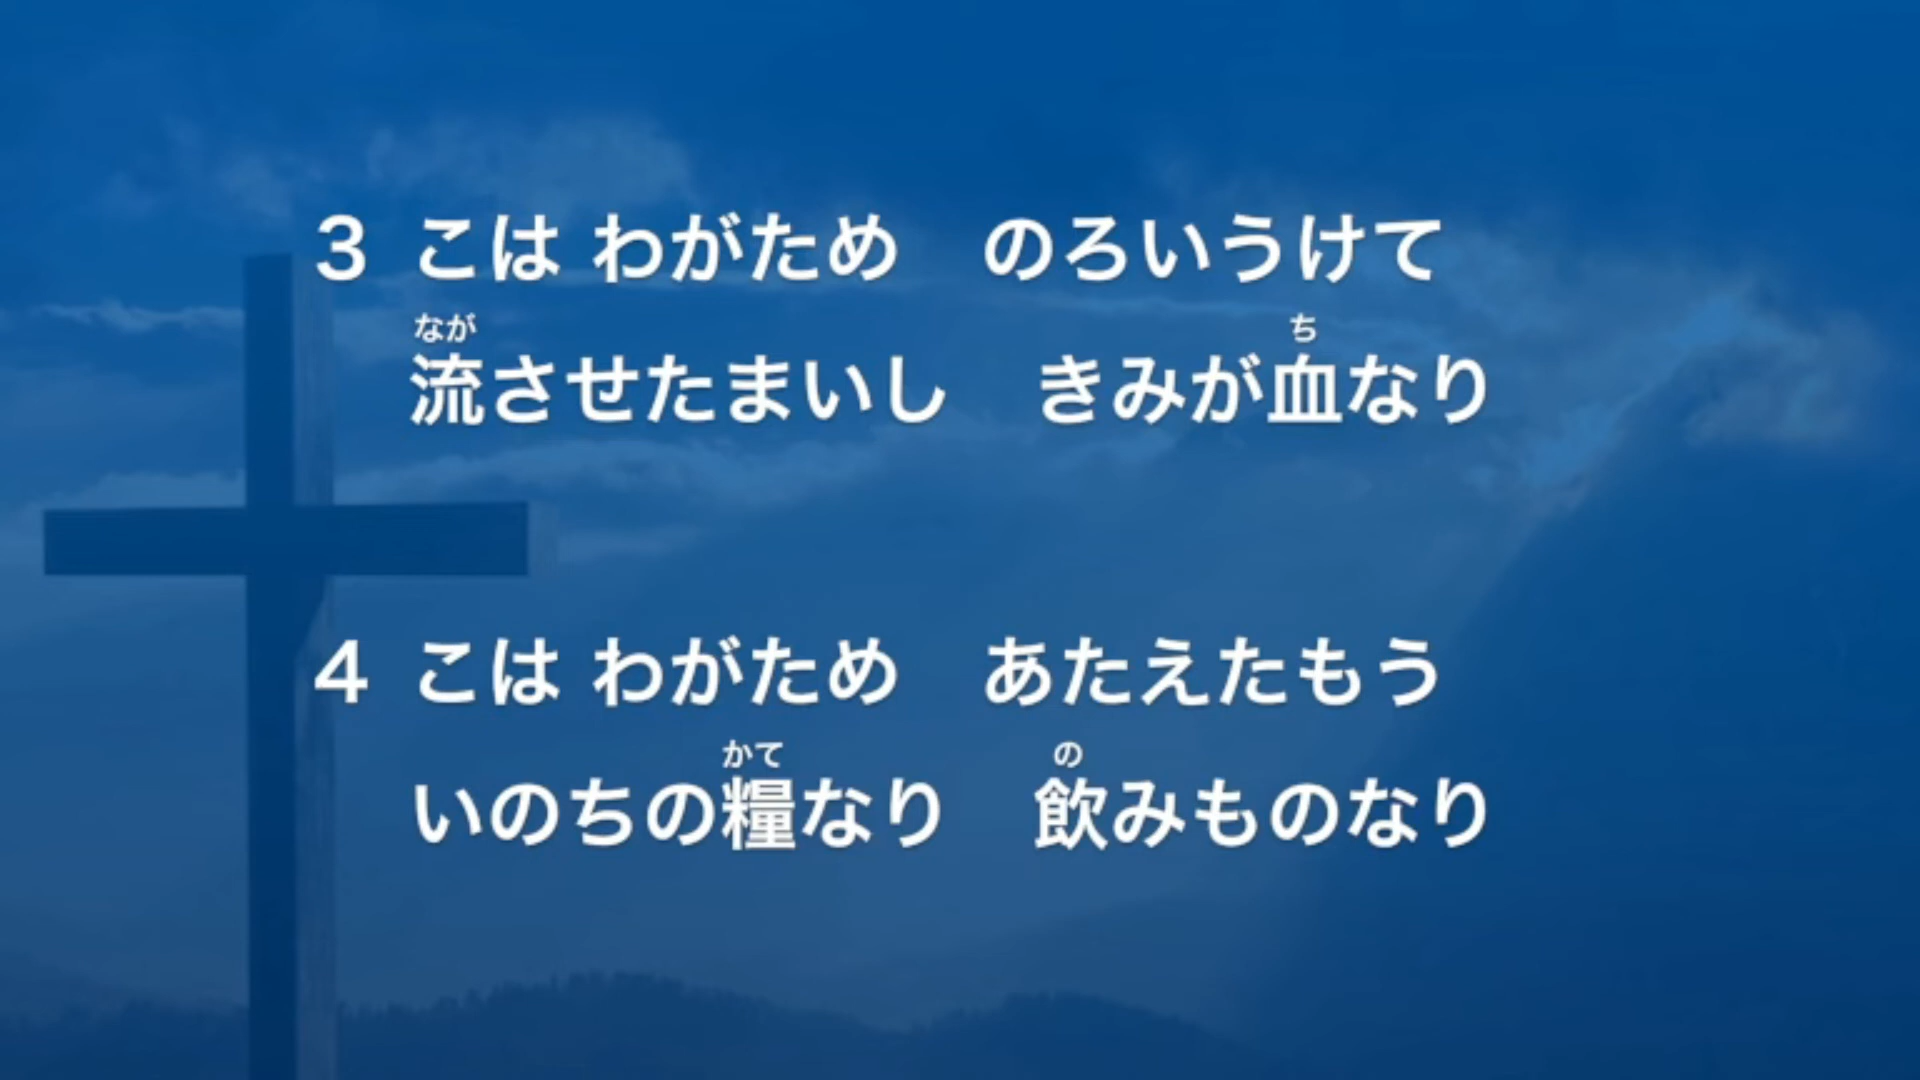 3 こは わがため　のろいうけて
なが ち
流させたまいし　きみが血なり
4 こは わがため　あたえたもう
かて の
いのちの糧なり　飲みものなり